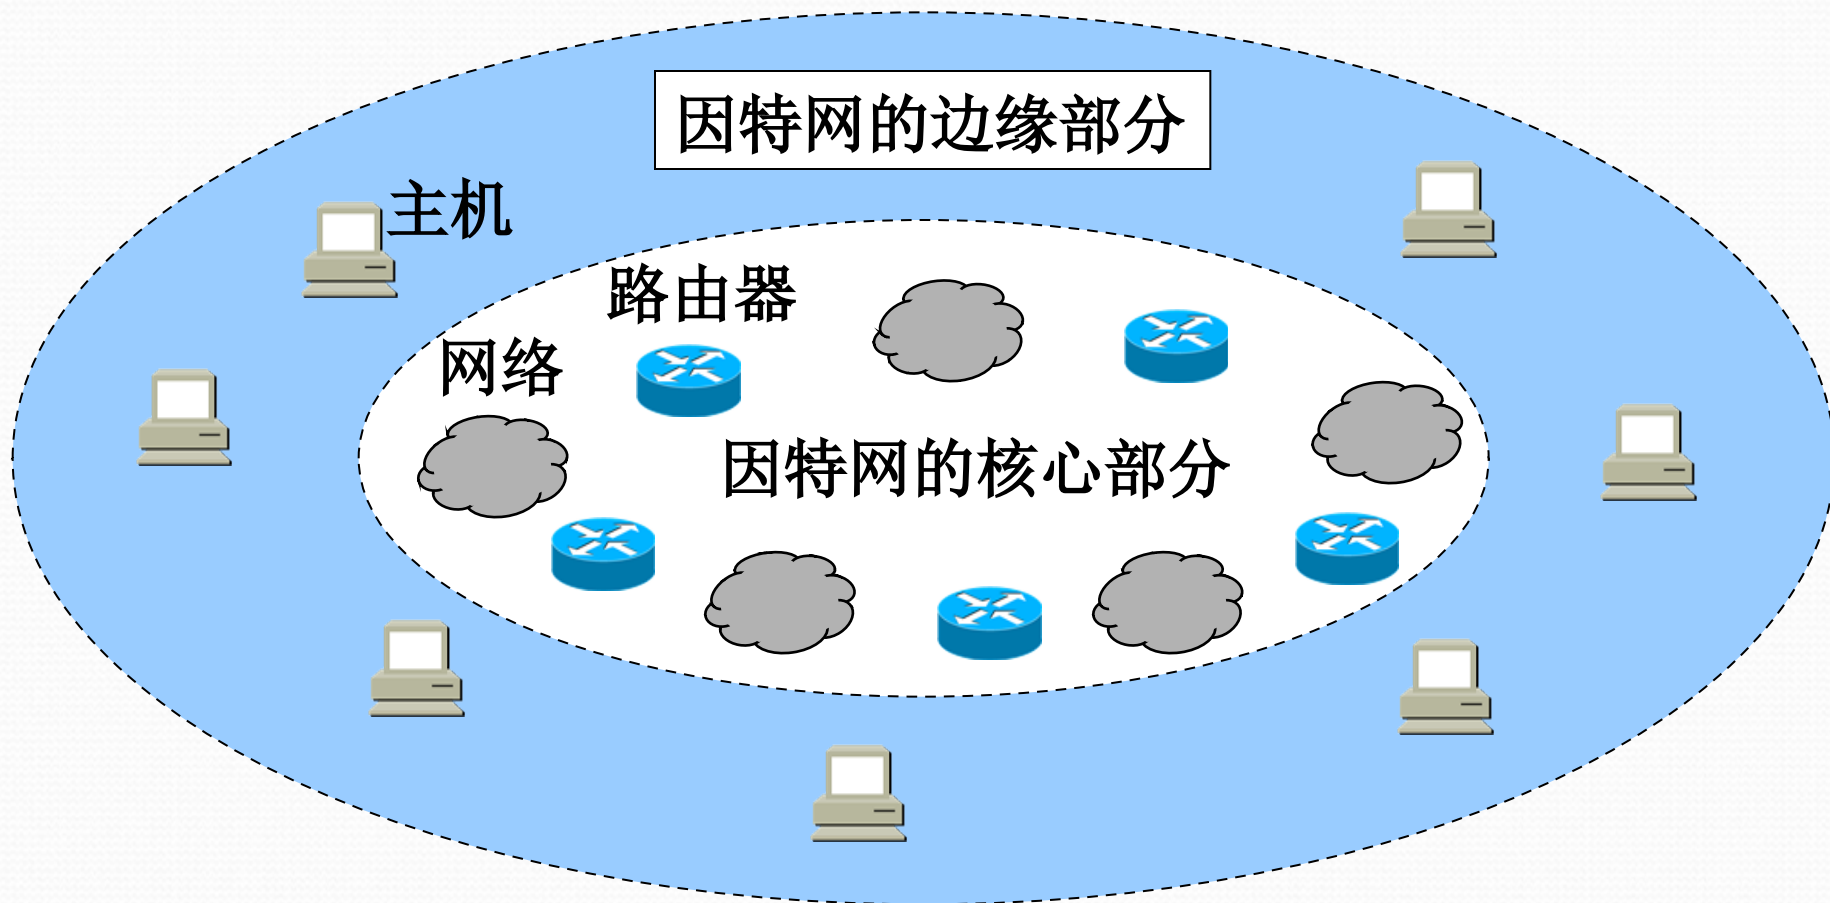 因特网的边缘部分
主机
路由器
网络
因特网的核心部分